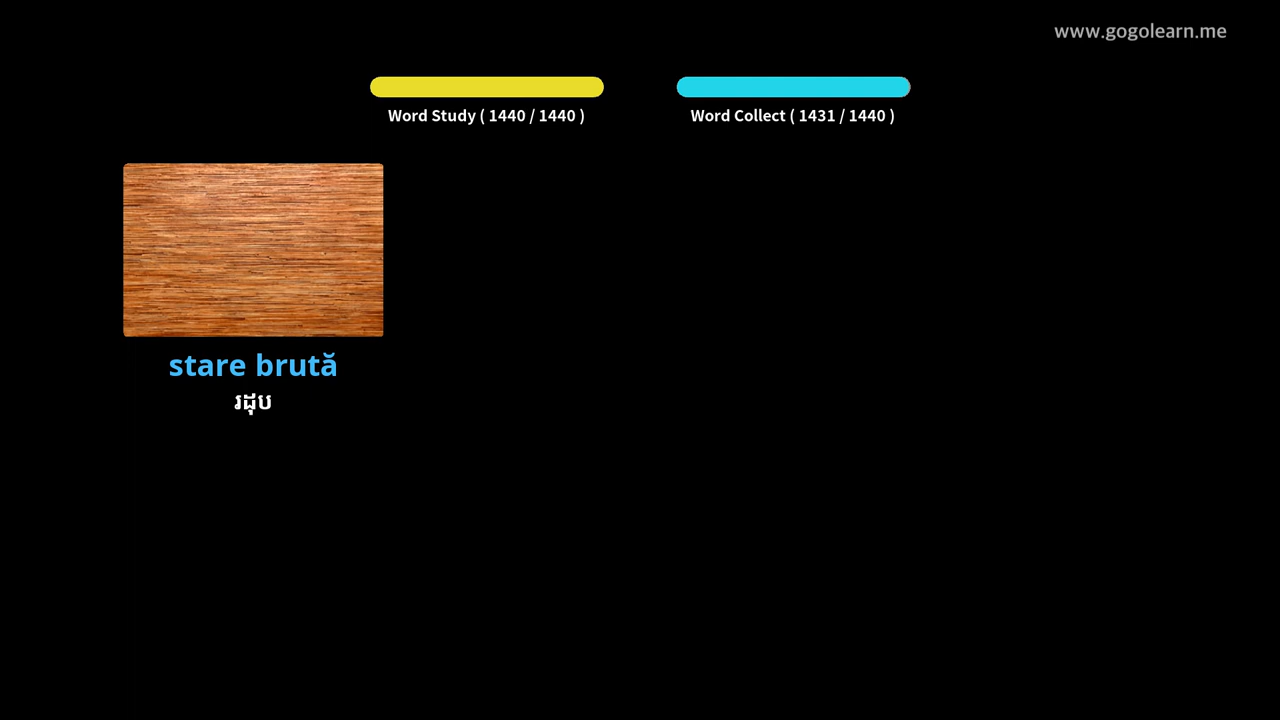 www.gogolearn.me
Word Study ( 1440 / 1440 )
Word Collect ( 1431 / 1440 )
stare brută
រដុប